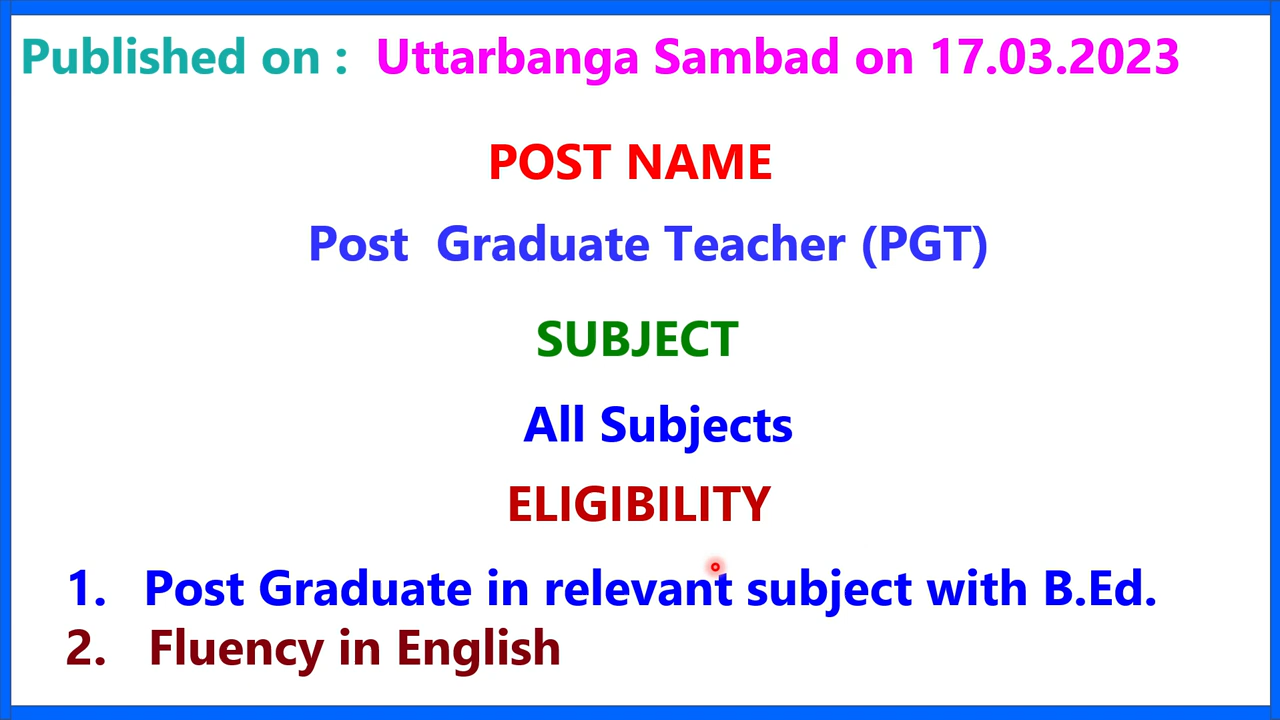 Published on : Uttarbanga Sambad on 17.03.2023
POST NAME
Post Graduate Teacher (PGT)
SUBJECT
All Subjects
ELIGIBILITY
1. Post Graduate in relevant subject with B.Ed.
2. Fluency in English